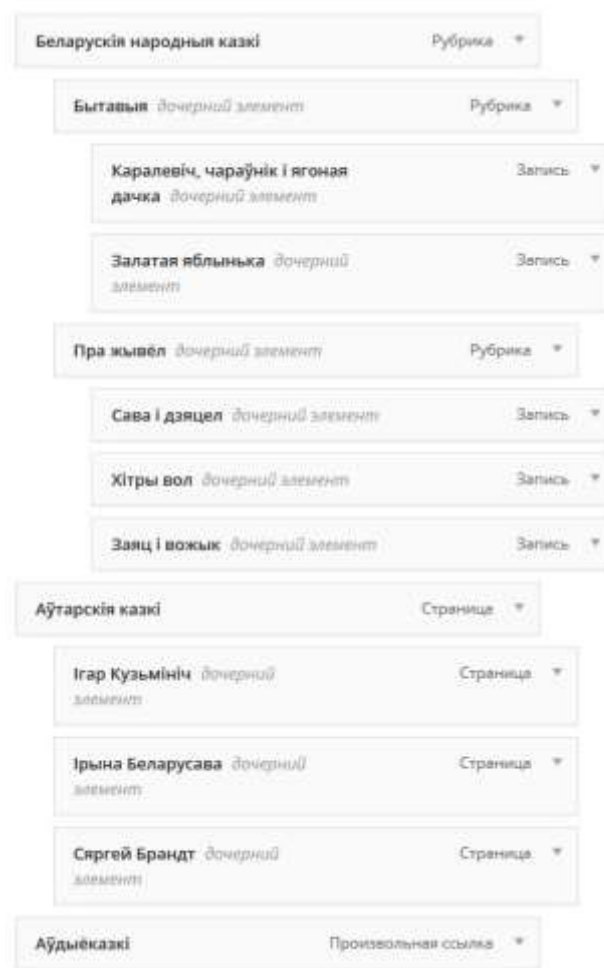 Беларускія народныя казкі Рубрика
Бытавыя дочерний элемент Рубрика
Каралевіч, чараўнік і ягоная Запись
дачка дочерний элемент
Залатая яблынька дочерний Запись
элемент
Пра жывёл дочерний элемент Рубрика
Сава і дзяцел дочерний элемент Запись
Хітры вол дочерний элемент Запись
Заяц і вожык дочерний элемент Запись
Аўтарскія казкі Страница
Ігар Кузьмініч дочерний Страница
элемент
Ірына Беларусава дочерний Страница
элемент
Сяргей Брандт дочерний Страница
элемент
Аўдыёказкі Произвольная ссылка